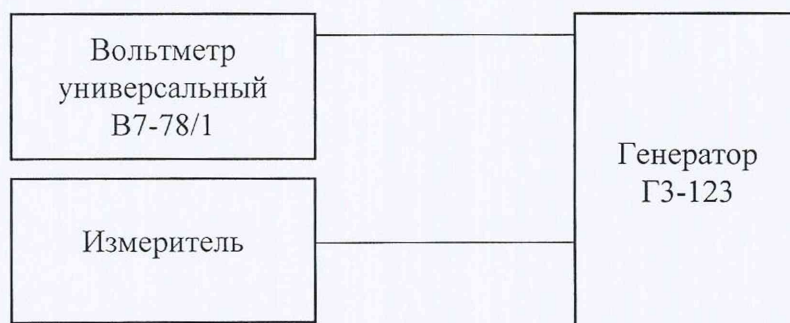 Вольтметр
универсальный
В7-78/1
Измеритель
Генератор
Г3-123